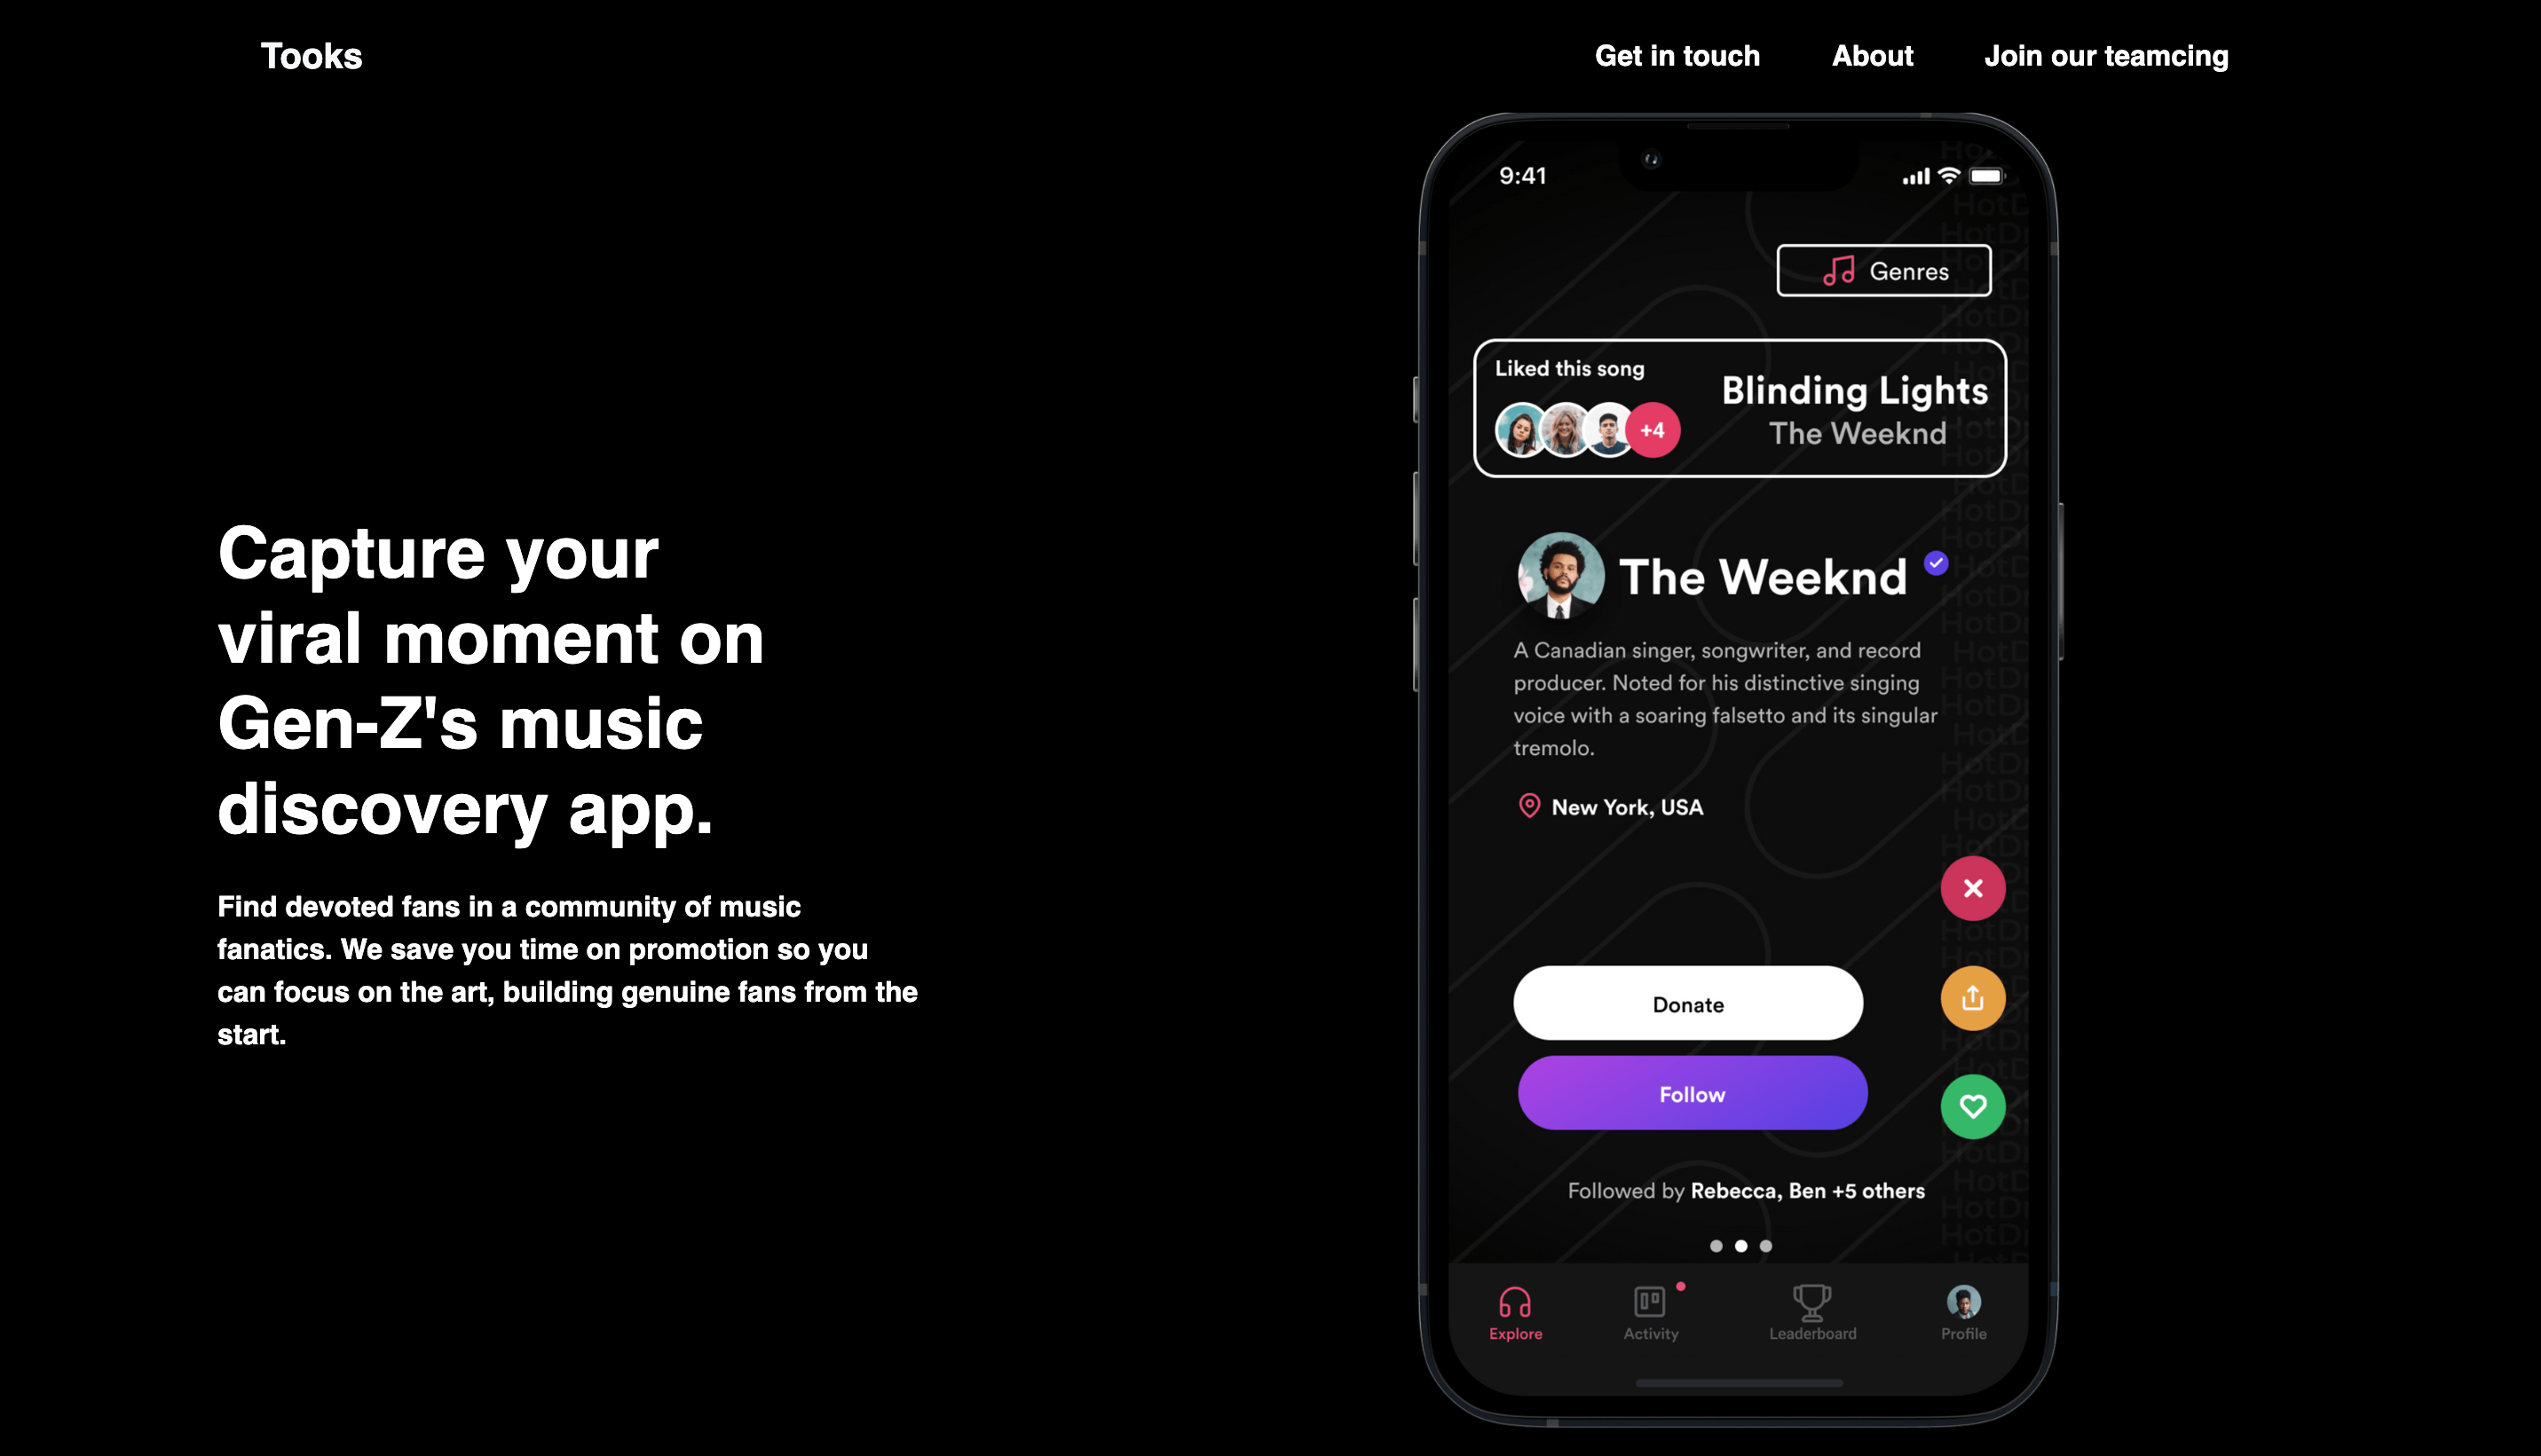 Tooks
Get in touch
About
Join our teamcing
Capture your
viral moment on
Gen-Z's music
discovery app.
Find devoted fans in a community of music
fanatics. We save you time on promotion so you
can focus on the art, building genuine fans from the
start.
9:41
Genres
Liked this song
+4
Blinding Lights
The Weeknd
The Weeknd
A Canadian singer, songwriter, and record
producer. Noted for his distinctive singing
voice with a soaring falsetto and its singular
tremolo.
New York, USA
Donate
Follow
Followed by Rebecca, Ben +5 others
Explore
Activity
Leaderboard
Profile